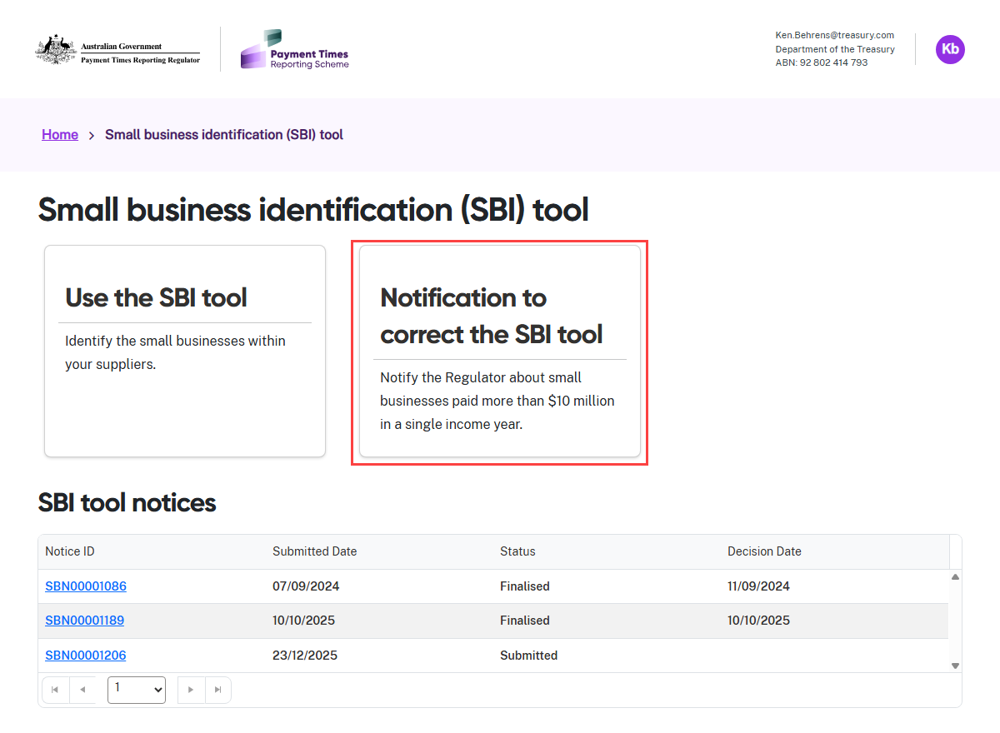 Australian Government
Payment Times Reporting Regulator
Payment Times
Reporting Scheme
Ken.Behrens@treasury.com
Department of the Treasury
ABN: 92 802 414 793
Kb
Home > Small business identification (SBI) tool
Small business identification (SBI) tool
Use the SBI tool
Identify the small businesses within
your suppliers.
Notification to
correct the SBI tool
Notify the Regulator about small
businesses paid more than $10 million
in a single income year.
SBI tool notices
Notice ID Submitted Date Status Decision Date
SBN00001086 07/09/2024 Finalised 11/09/2024
SBN00001189 10/10/2025 Finalised 10/10/2025
SBN00001206 23/12/2025 Submitted
1